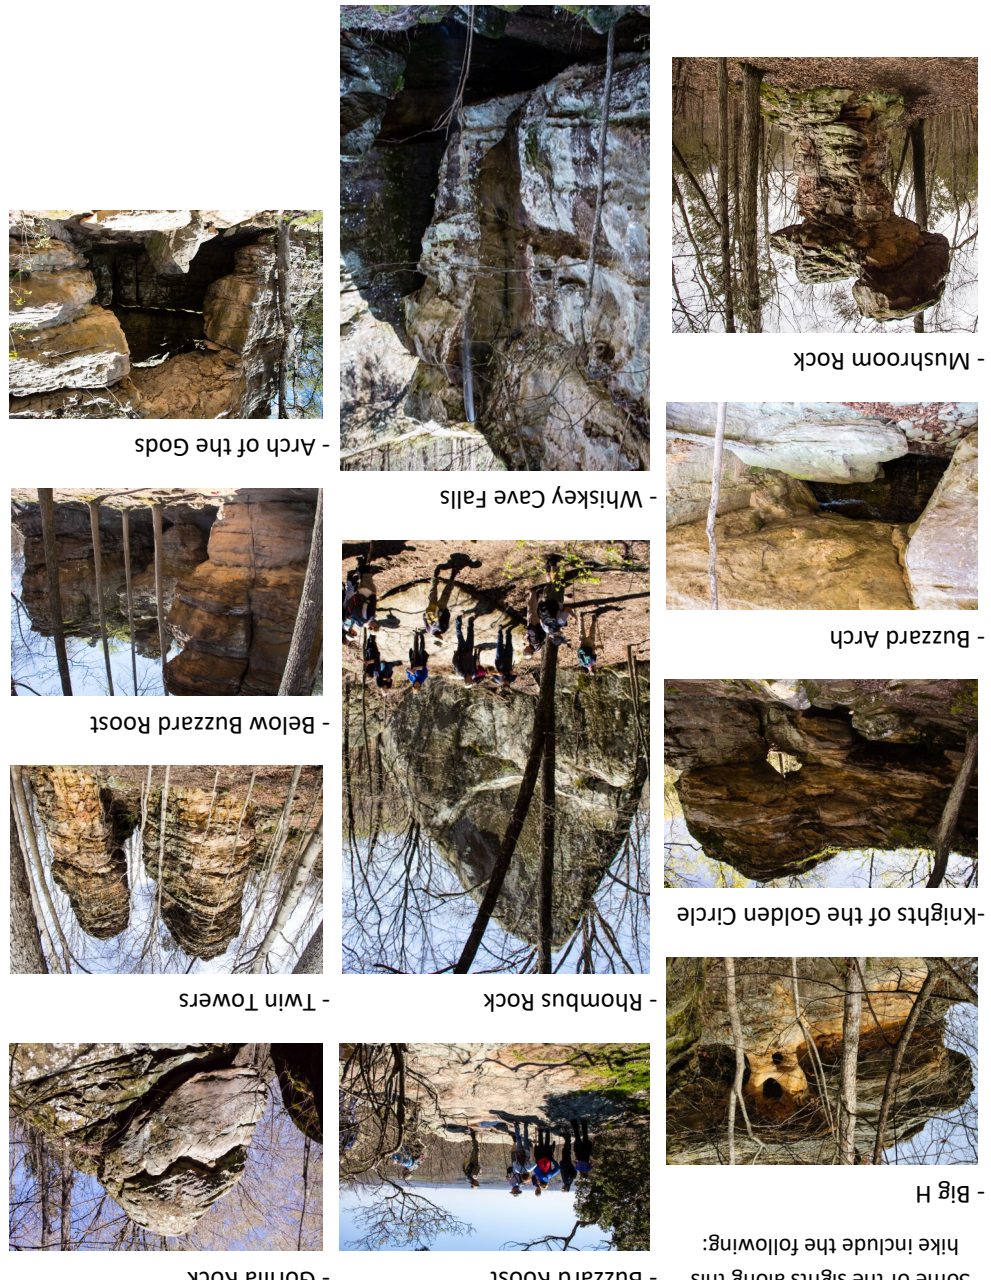 Some of the sights along this
hike include the following:
- Big H
-Knights of the Golden Circle
- Buzzard Arch
- Mushroom Rock
- Buzzard Roost
- Rhombus Rock
- Whiskey Cave Falls
- Gorilla Rock
- Twin Towers
- Below Buzzard Roost
- Arch of the Gods